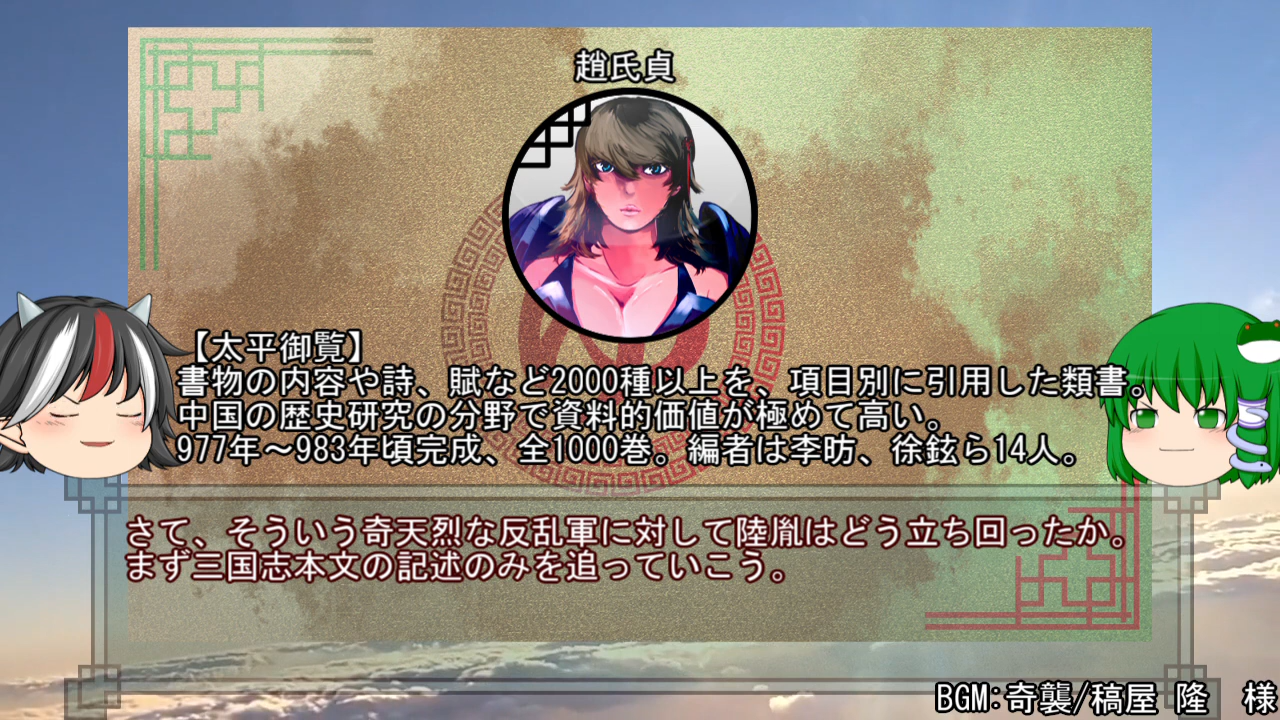 趙氏貞
【太平御覧】
書物の内容や詩、賦など2000種以上を、項目別に引用した類書。
中国の歴史研究の分野で資料的価値が極めて高い。
977年～983年頃完成、全1000巻。編者は李昉、徐鉉ら14人。
さて、そういう奇天烈な反乱軍に対して陸胤はどう立ち回ったか。
まず三国志本文の記述のみを追っていこう。
BGM:奇襲/稿屋 隆　様